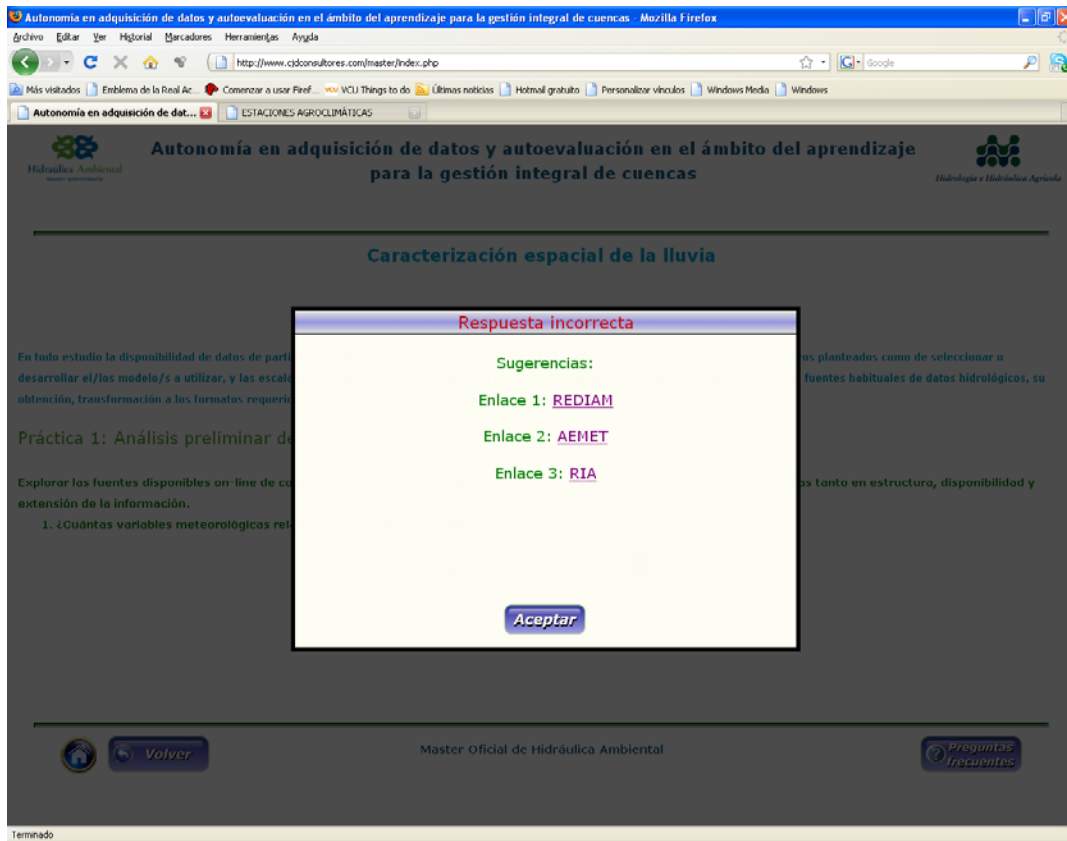 Autonomía en adquisición de datos y autoevaluación en el ámbito del aprendizaje para la gestión integral de cuencas - Mozilla Firefox
Archivo Editar Ver Historial Marcadores Herramientas Ayuda
http://www.cjdconsultores.com/master/index.php
Google
Más visitados Emblema de la Real Ac... Comenzar a usar Firef... VCU Things to do Últimas noticias Hotmail gratuito Personalizar vínculos Windows Media Windows
Autonomía en adquisición de dat... ESTACIONES AGROCLIMÁTICAS
Hidráulica Ambiental
Autonomía en adquisición de datos y autoevaluación en el ámbito del aprendizaje
para la gestión integral de cuencas
Hidrología e Hidráulica Agrícola
Caracterización espacial de la lluvia
Respuesta incorrecta
Sugerencias:
Enlace 1: REDIAM
Enlace 2: AEMET
Enlace 3: RIA
Aceptar
En todo estudio la disponibilidad de datos de parti
os planteados como de seleccionar o
desarrollar el/los modelo/s a utilizar, y las escala
fuentes habituales de datos hidrológicos, su
obtención, transformación a los formatos requerid
Práctica 1: Análisis preliminar de
Explorar las fuentes disponibles on-line de co
as tanto en estructura, disponibilidad y
extensión de la información.
1. ¿Cuántas variables meteorológicas rel
Volver
Master Oficial de Hidráulica Ambiental
Preguntas
frecuentes
Terminado